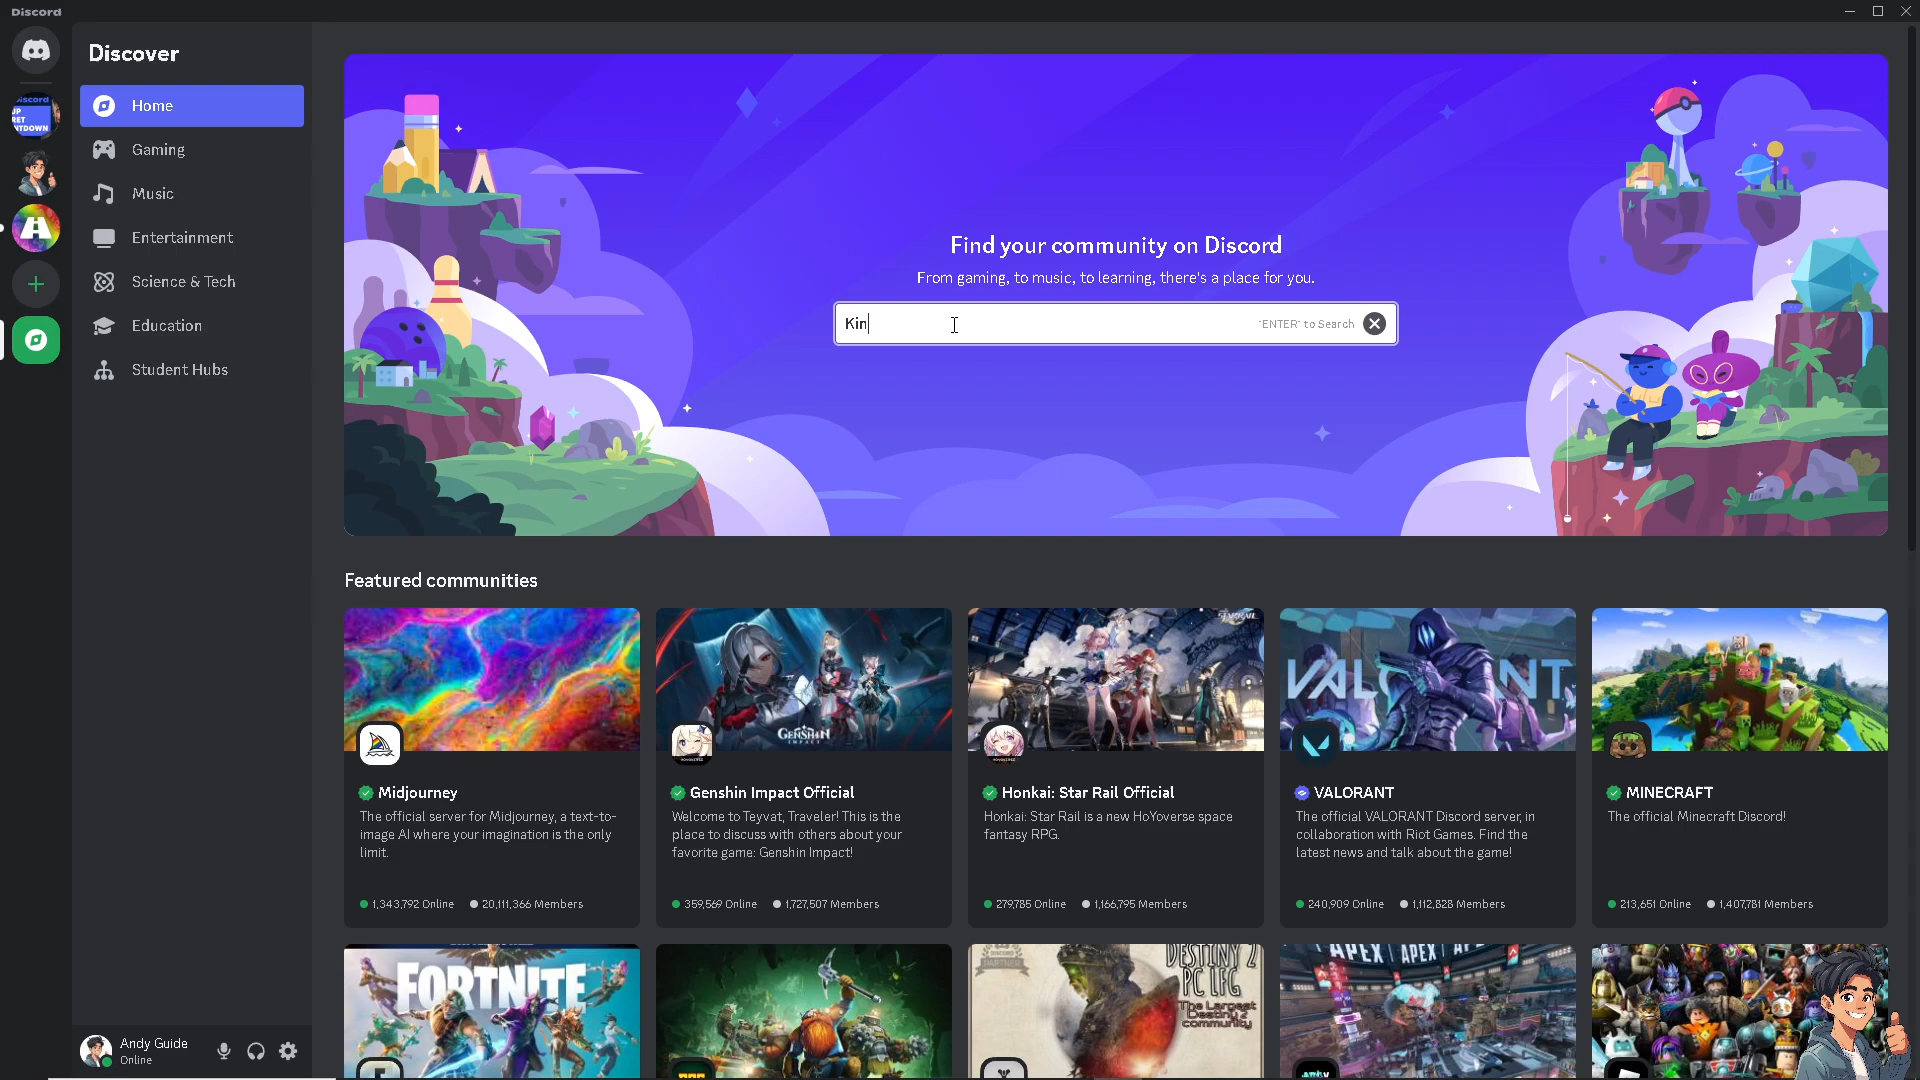 Discord
Discover
Home
Gaming
Music
Entertainment
Science & Tech
Education
Student Hubs
Find your community on Discord
From gaming, to music, to learning, there's a place for you.
Kin
"ENTER" to Search
Featured communities
GENSHIN
IMPACT
VALORANT
Midjourney
The official server for Midjourney, a text-to-
image AI where your imagination is the only
limit.
1,343,792 Online
20,111,366 Members
Genshin Impact Official
Welcome to Teyvat, Traveler! This is the
place to discuss with others about your
favorite game: Genshin Impact!
359,569 Online
1,727,507 Members
Honkai: Star Rail Official
Honkai: Star Rail is a new HoYoverse space
fantasy RPG.
279,785 Online
1,166,795 Members
VALORANT
The official VALORANT Discord server, in
collaboration with Riot Games. Find the
latest news and talk about the game!
240,909 Online
1,112,828 Members
MINECRAFT
The official Minecraft Discord!
213,651 Online
1,407,781 Members
FORTNITE
DESTINY 2
PC LFG
The Largest
Destiny 2
community
APEX
APEX
Andy Guide
Online